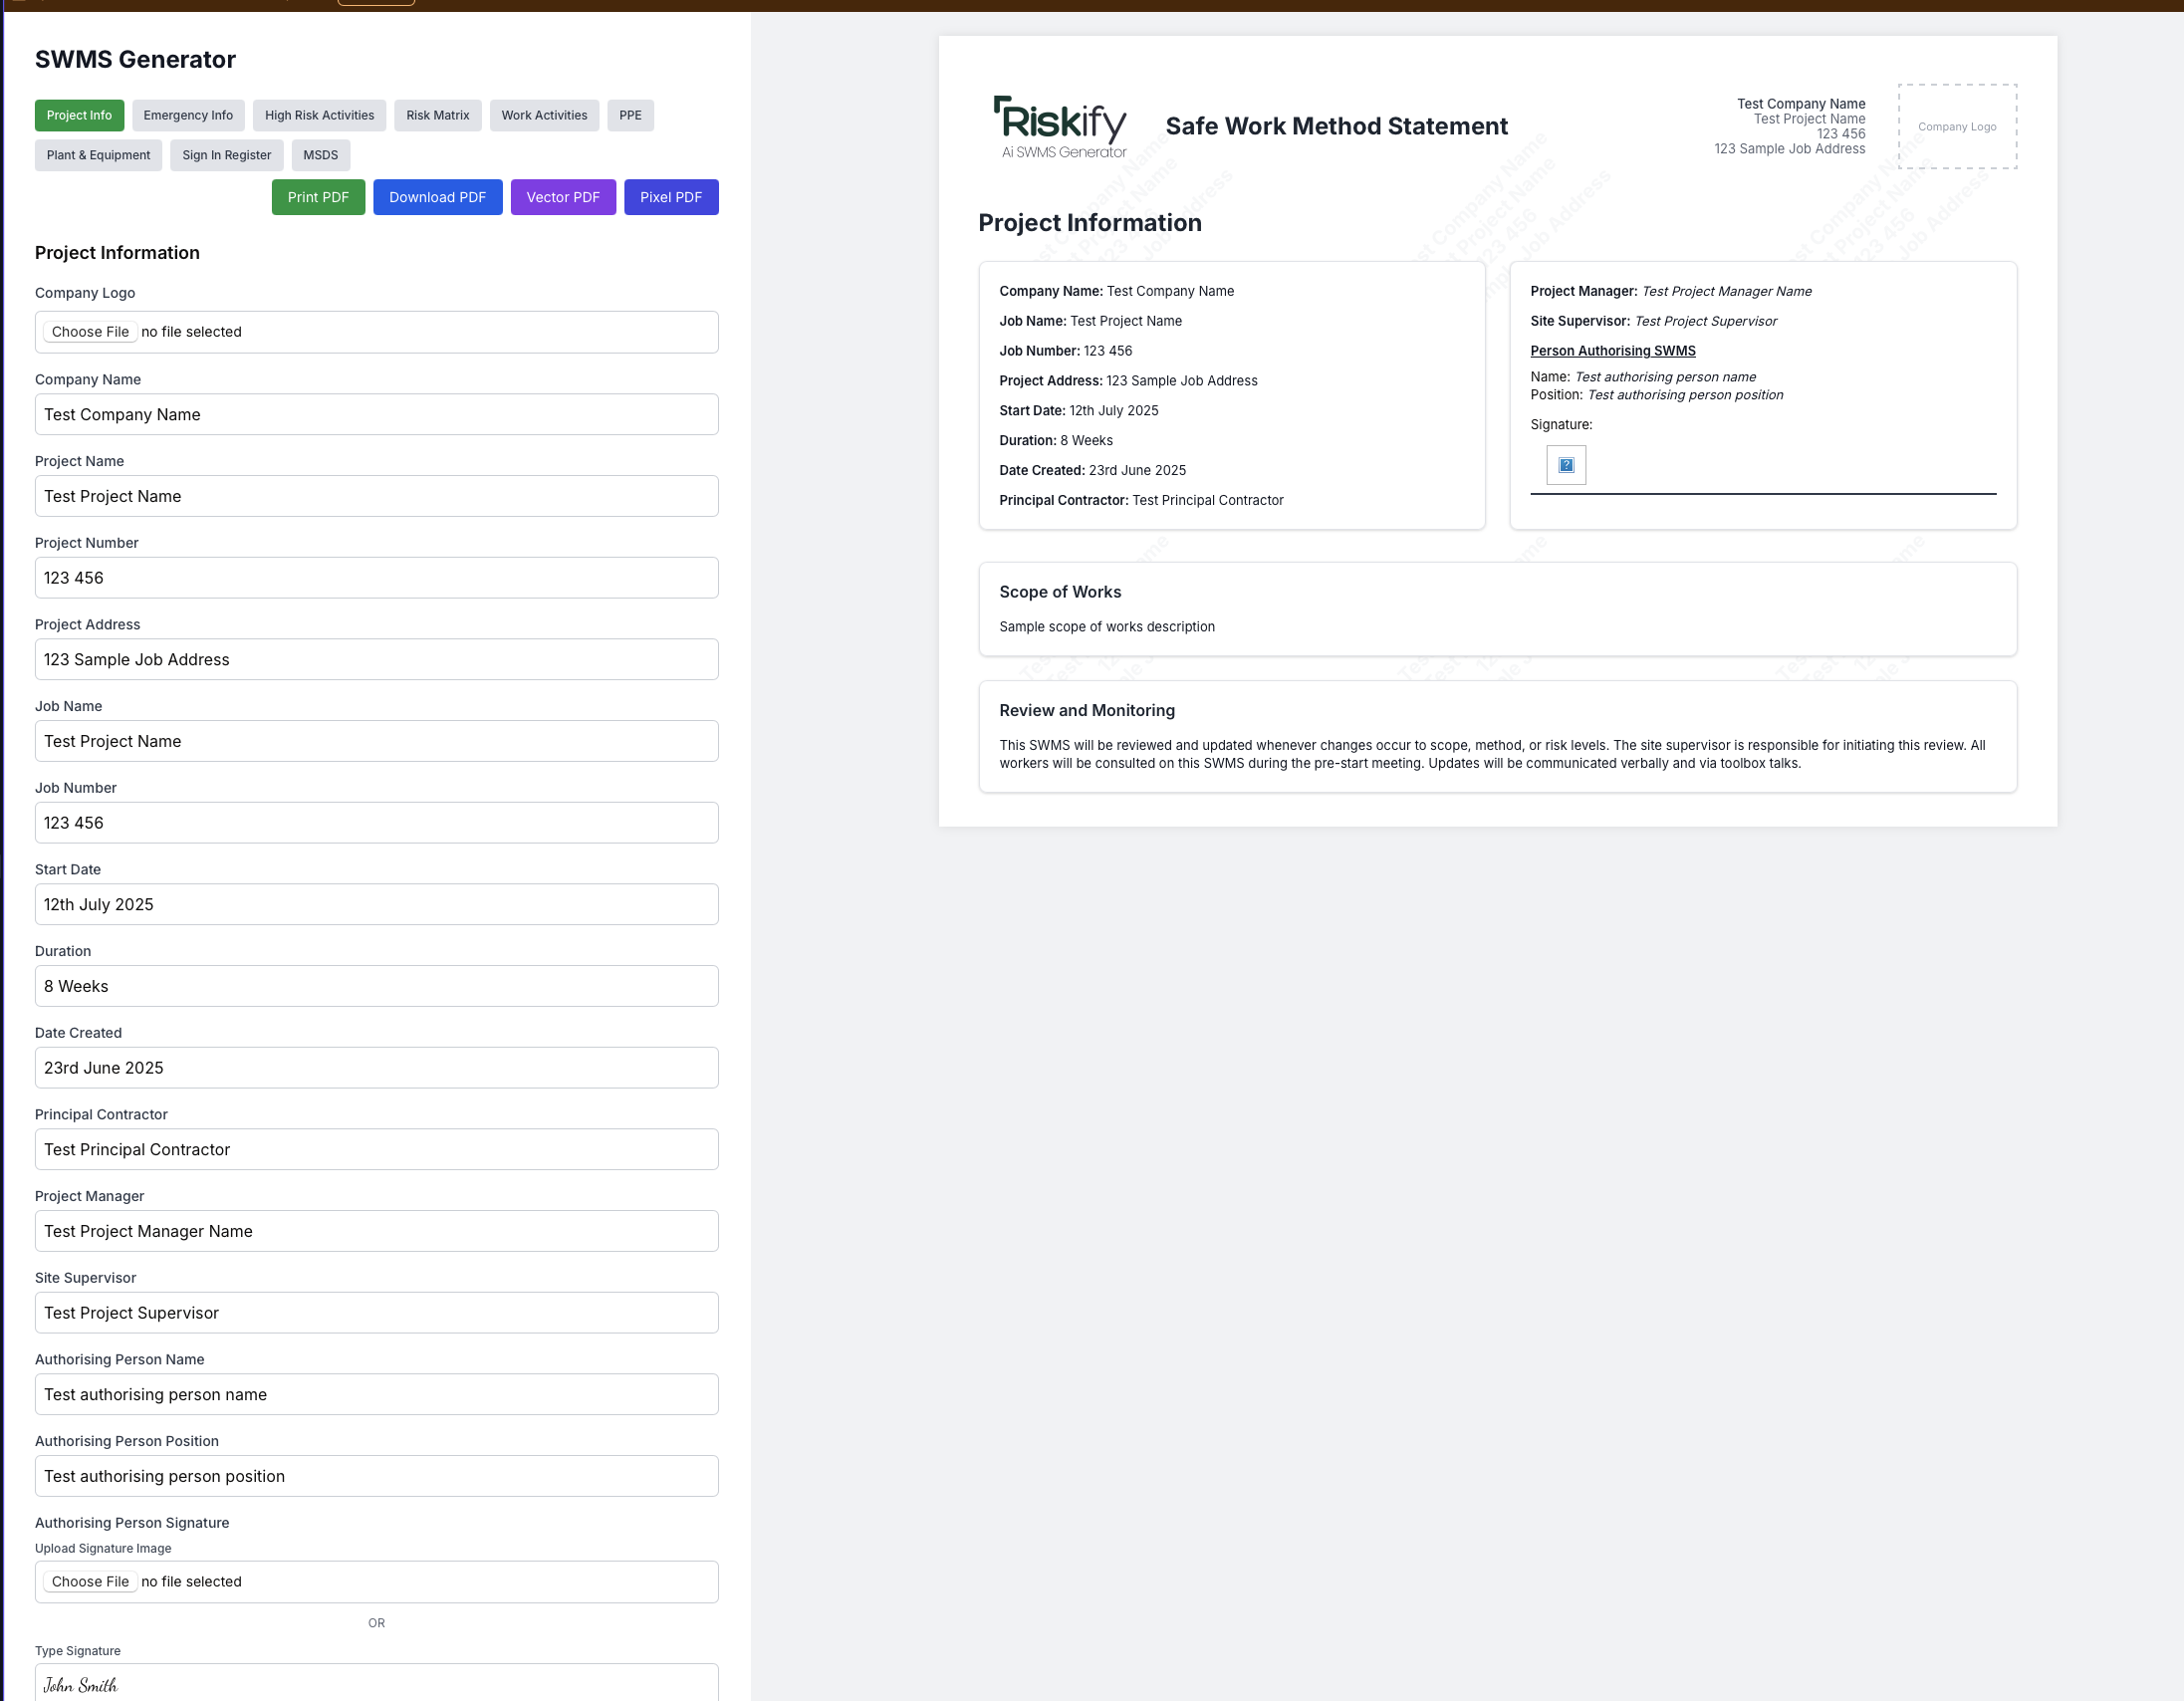 SWMS Generator
Project Info
Emergency Info
High Risk Activities
Risk Matrix
Work Activities
PPE
Plant & Equipment
Sign In Register
MSDS
Print PDF
Download PDF
Vector PDF
Pixel PDF
Project Information
Company Logo
Choose File no file selected
Company Name
Test Company Name
Project Name
Test Project Name
Project Number
123 456
Project Address
123 Sample Job Address
Job Name
Test Project Name
Job Number
123 456
Start Date
12th July 2025
Duration
8 Weeks
Date Created
23rd June 2025
Principal Contractor
Test Principal Contractor
Project Manager
Test Project Manager Name
Site Supervisor
Test Project Supervisor
Authorising Person Name
Test authorising person name
Authorising Person Position
Test authorising person position
Authorising Person Signature
Upload Signature Image
Choose File no file selected
OR
Type Signature
John Smith
Riskify
Ai SWMS Generator
Safe Work Method Statement
Test Company Name
Test Project Name
123 456
123 Sample Job Address
Company Logo
Project Information
Company Name: Test Company Name
Job Name: Test Project Name
Job Number: 123 456
Project Address: 123 Sample Job Address
Start Date: 12th July 2025
Duration: 8 Weeks
Date Created: 23rd June 2025
Principal Contractor: Test Principal Contractor
Project Manager: Test Project Manager Name
Site Supervisor: Test Project Supervisor
Person Authorising SWMS
Name: Test authorising person name
Position: Test authorising person position
Signature:
Scope of Works
Sample scope of works description
Review and Monitoring
This SWMS will be reviewed and updated whenever changes occur to scope, method, or risk levels. The site supervisor is responsible for initiating this review. All
workers will be consulted on this SWMS during the pre-start meeting. Updates will be communicated verbally and via toolbox talks.